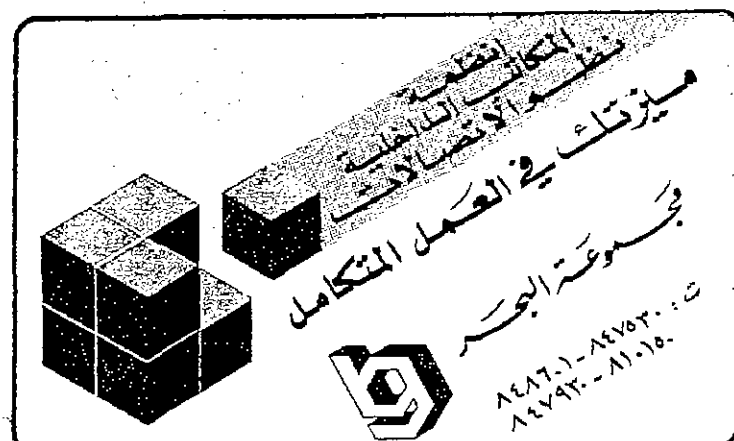 أنظمة
المكاتب الداخلية
نظم الاتصالات
ميزتك في العمل المتكامل
مجموعة البحر
ت: ٨٤٧٥٣٠ - ٨٤٨٦٠١
٨١٠١٥٠ - ٨٤٧٩٣٠